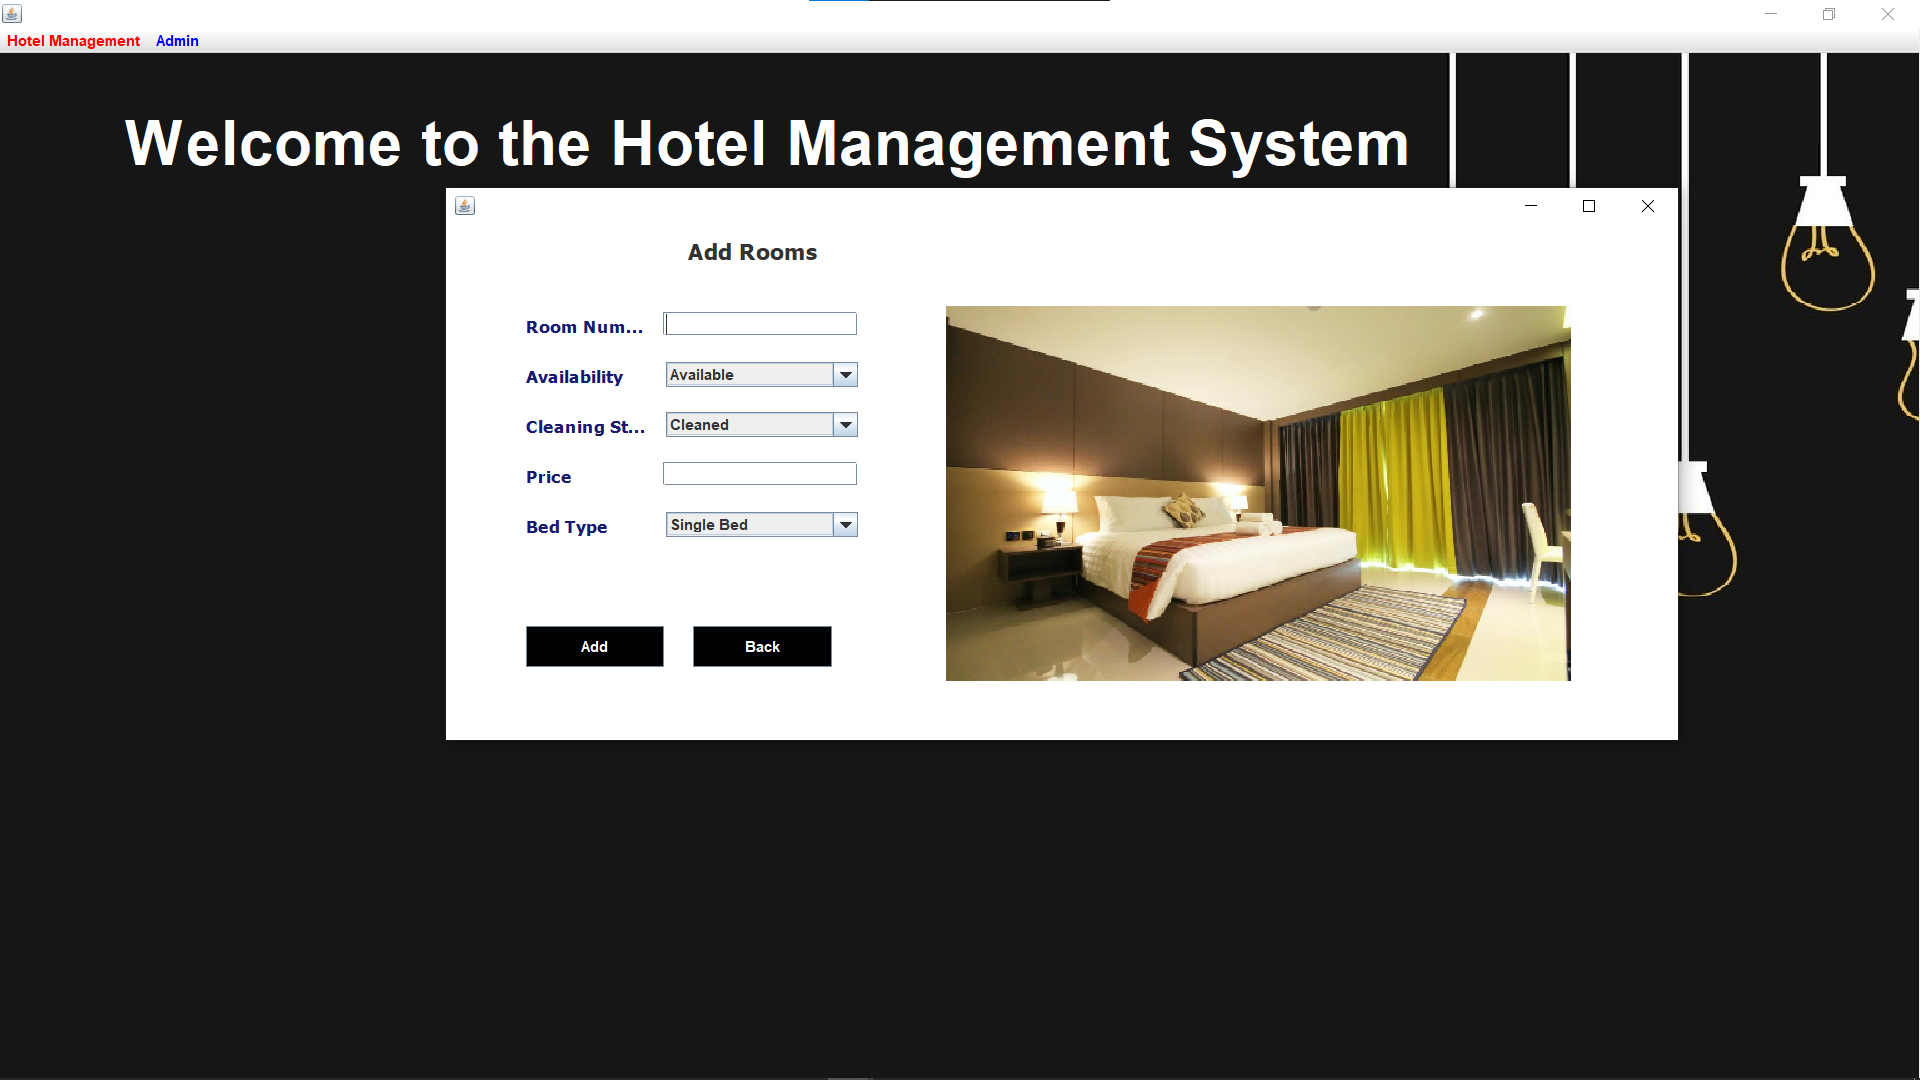 Hotel Management Admin
Welcome to the Hotel Management System
Add Rooms
Room Num...
Availability Available
Cleaning St... Cleaned
Price
Bed Type Single Bed
Add Back